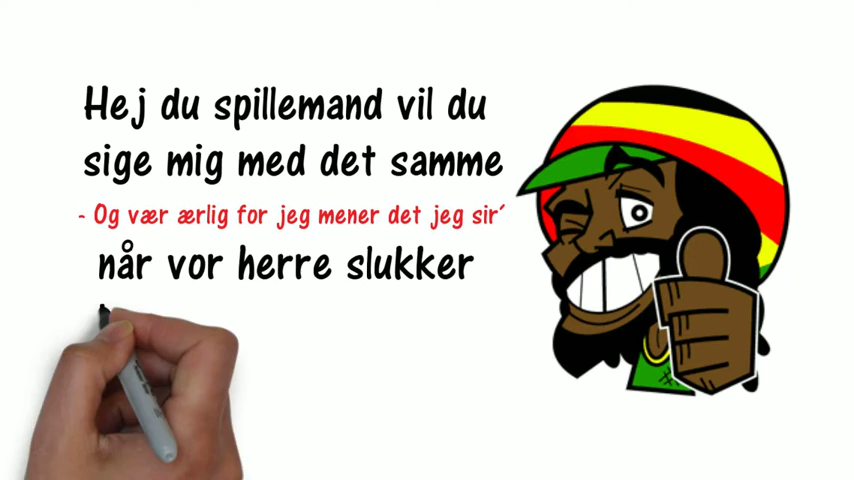 Hej du spillemand vil du
sige mig med det samme
- Og vær ærlig for jeg mener det jeg sir´
når vor herre slukker